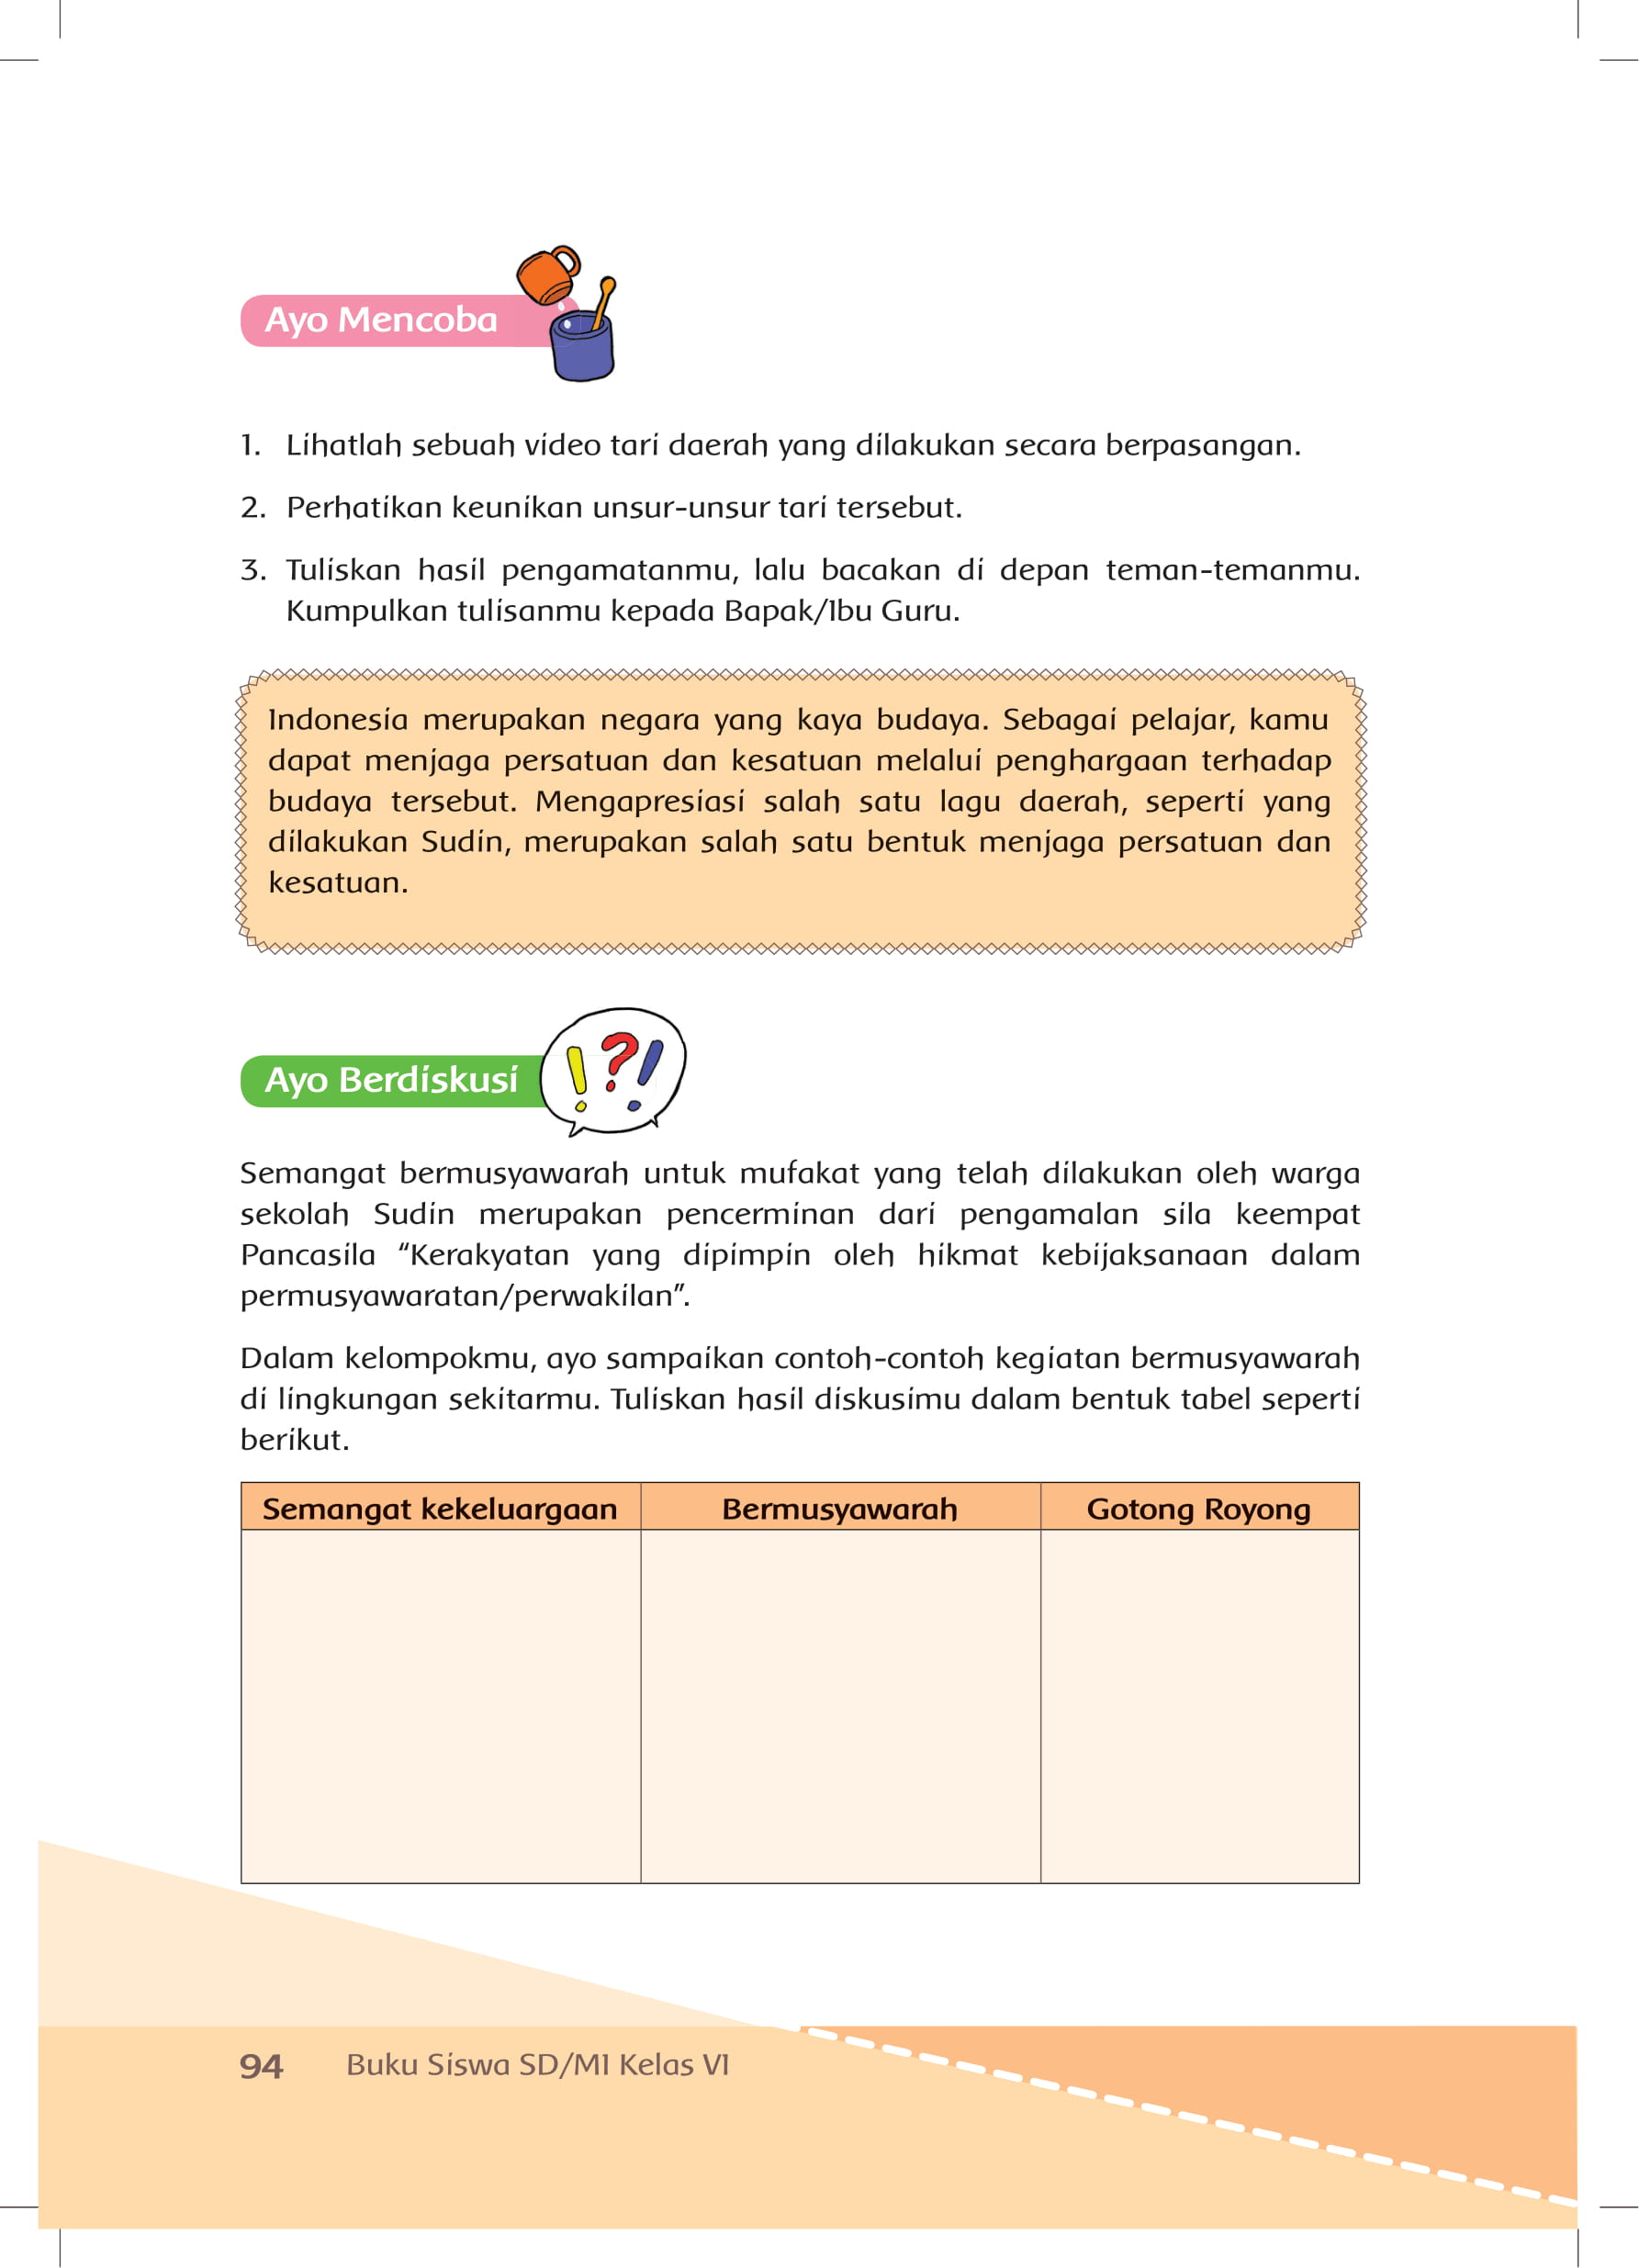 Ayo Mencoba
1. Lihatlah sebuah video tari daerah yang dilakukan secara berpasangan.
2. Perhatikan keunikan unsur-unsur tari tersebut.
3. Tuliskan hasil pengamatanmu, lalu bacakan di depan teman-temanmu.
Kumpulkan tulisanmu kepada Bapak/Ibu Guru.
Indonesia merupakan negara yang kaya budaya. Sebagai pelajar, kamu
dapat menjaga persatuan dan kesatuan melalui penghargaan terhadap
budaya tersebut. Mengapresiasi salah satu lagu daerah, seperti yang
dilakukan Sudin, merupakan salah satu bentuk menjaga persatuan dan
kesatuan.
Ayo Berdiskusi
!?!
Semangat bermusyawarah untuk mufakat yang telah dilakukan oleh warga
sekolah Sudin merupakan pencerminan dari pengamalan sila keempat
Pancasila “Kerakyatan yang dipimpin oleh hikmat kebijaksanaan dalam
permusyawaratan/perwakilan”.
Dalam kelompokmu, ayo sampaikan contoh-contoh kegiatan bermusyawarah
di lingkungan sekitarmu. Tuliskan hasil diskusimu dalam bentuk tabel seperti
berikut.
Semangat kekeluargaan Bermusyawarah Gotong Royong
94 Buku Siswa SD/MI Kelas VI